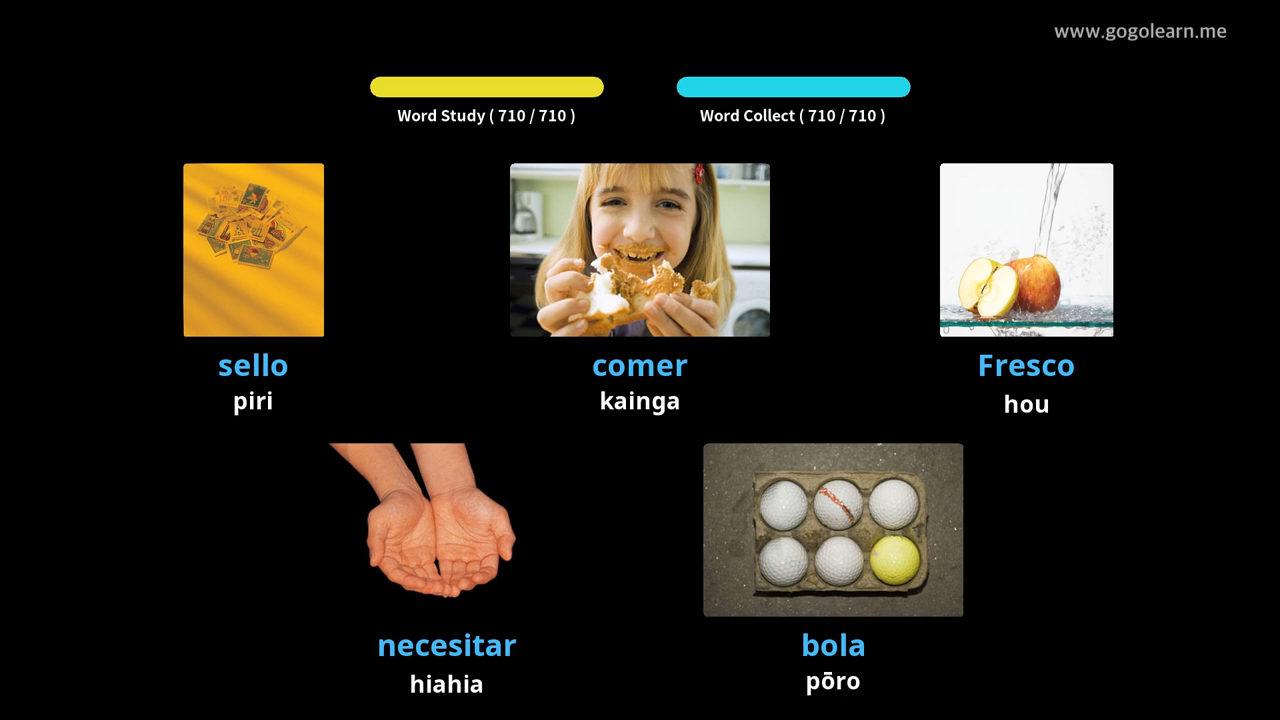 www.gogolearn.me
Word Study ( 710 / 710 )
Word Collect ( 710 / 710 )
sello
piri
comer
kainga
Fresco
hou
necesitar
hiahia
bola
pōro